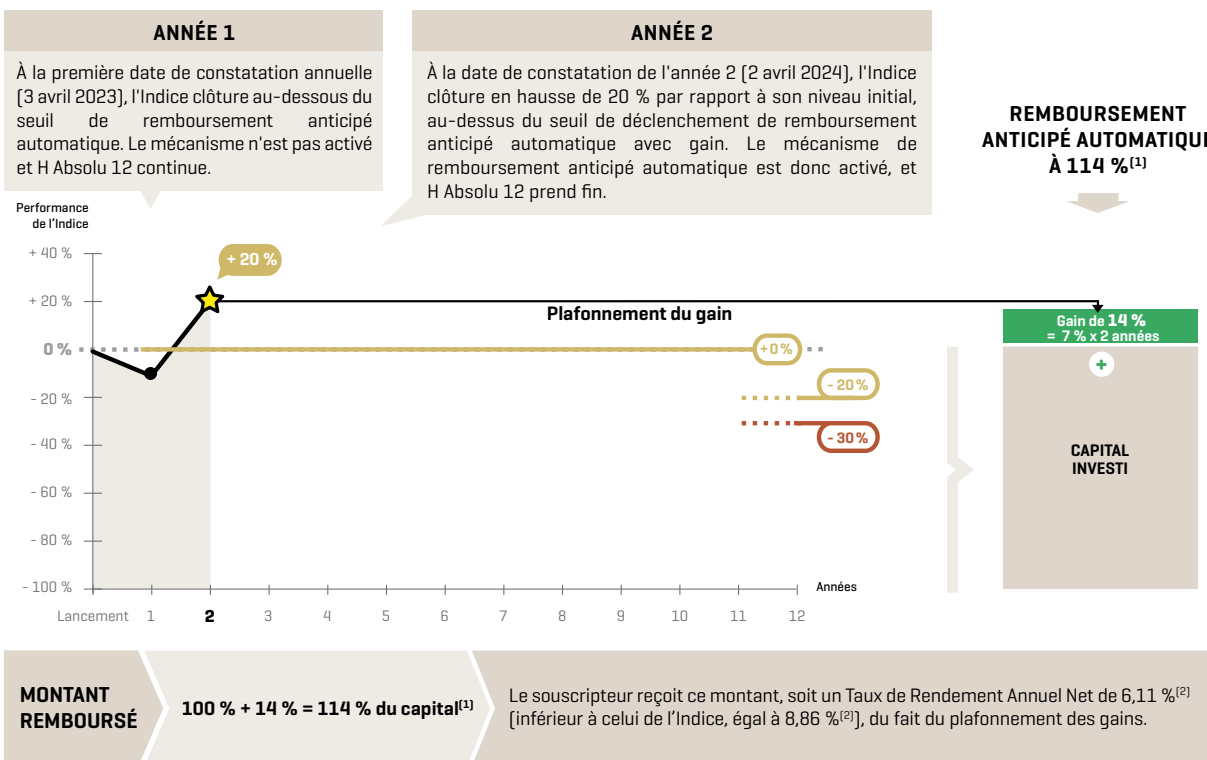 ANNÉE 1
À la première date de constatation annuelle
(3 avril 2023), l'Indice clôture au-dessous du
seuil de remboursement anticipé
automatique. Le mécanisme n'est pas activé
et H Absolu 12 continue.
ANNÉE 2
À la date de constatation de l'année 2 (2 avril 2024), l'Indice
clôture en hausse de 20 % par rapport à son niveau initial,
au-dessus du seuil de déclenchement de remboursement
anticipé automatique avec gain. Le mécanisme de
remboursement anticipé automatique est donc activé, et
H Absolu 12 prend fin.
REMBOURSEMENT
ANTICIPÉ AUTOMATIQUE
À 114 %(1)
Performance
de l'Indice
+ 40 %
+ 20 %
0 %
- 20 %
- 40 %
- 60 %
- 80 %
- 100 %
+ 20 %
Plafonnement du gain
+0 %
- 20 %
- 30 %
Années
Lancement 1 2 3 4 5 6 7 8 9 10 11 12
Gain de 14 %
= 7 % x 2 années
+
CAPITAL
INVESTI
MONTANT
REMBOURSÉ
100 % + 14 % = 114 % du capital(1)
Le souscripteur reçoit ce montant, soit un Taux de Rendement Annuel Net de 6,11 %(2)
(inférieur à celui de l'Indice, égal à 8,86 %(2)), du fait du plafonnement des gains.